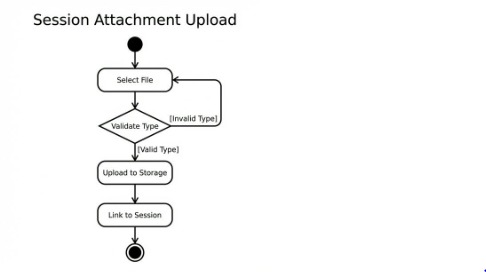 Session Attachment Upload
Select File
Validate Type
[Invalid Type]
[Valid Type]
Upload to Storage
Link to Session